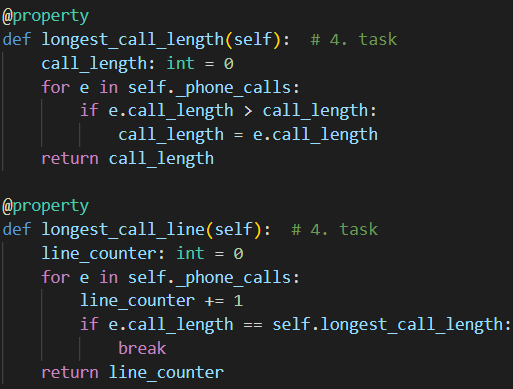 @property
def longest_call_length(self):  # 4. task
    call_length: int = 0
    for e in self._phone_calls:
        if e.call_length > call_length:
            call_length = e.call_length
    return call_length

@property
def longest_call_line(self):  # 4. task
    line_counter: int = 0
    for e in self._phone_calls:
        line_counter += 1
        if e.call_length == self.longest_call_length:
            break
    return line_counter